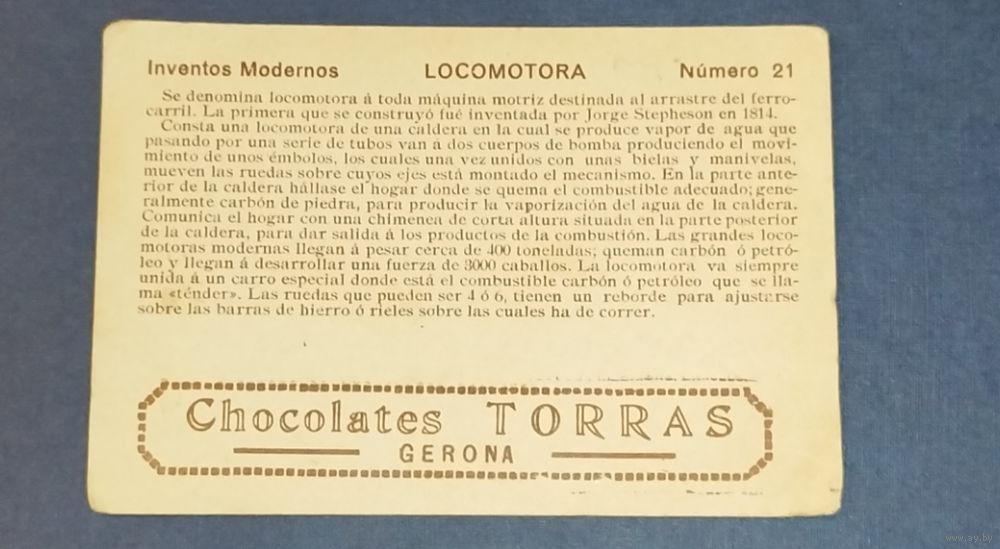 Inventos Modernos LOCOMOTORA Número 21
Se denomina locomotora á toda máquina motriz destinada al arrastre del ferro-
carril. La primera que se construyó fué inventada por Jorge Stepheson en 1814.
Consta una locomotora de una caldera en la cual se produce vapor de agua que
pasando por una serie de tubos van á dos cuerpos de bomba produciendo el movi-
miento de unos émbolos, los cuales una vez unidos con unas bielas y manivelas,
mueven las ruedas sobre cuyos ejes está montado el mecanismo. En la parte ante-
rior de la caldera hállase el hogar donde se quema el combustible adecuado; gene-
ralmente carbón de piedra, para producir la vaporización del agua de la caldera.
Comunica el hogar con una chimenea de corta altura situada en la parte posterior
de la caldera, para dar salida á los productos de la combustión. Las grandes loco-
motoras modernas llegan á pesar cerca de 400 toneladas; queman carbón ó petró-
leo y llegan á desarrollar una fuerza de 3000 caballos. La locomotora va siempre
unida á un carro especial donde está el combustible carbón ó petróleo que se lla-
ma «ténder». Las ruedas que pueden ser 4 ó 6, tienen un reborde para ajustarse
sobre las barras de hierro ó rieles sobre las cuales ha de correr.
Chocolates TORRAS
GERONA
www.ay.by